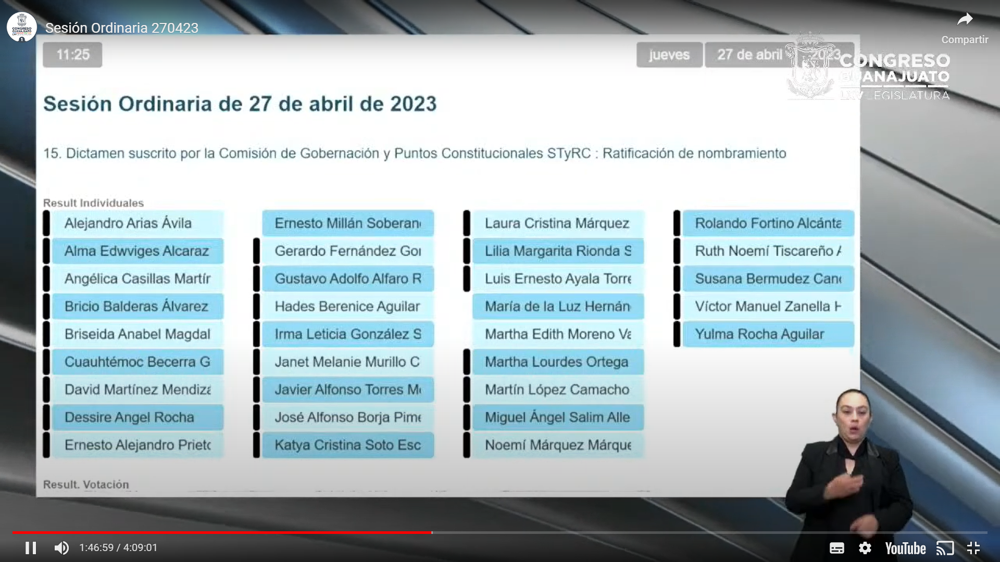 Sesión Ordinaria 270423
Compartir
11:25
jueves 27 de abril 2023
CONGRESO
GUANAJUATO
LXV LEGISLATURA
Sesión Ordinaria de 27 de abril de 2023
15. Dictamen suscrito por la Comisión de Gobernación y Puntos Constitucionales STyRC : Ratificación de nombramiento
Result Individuales
Alejandro Arias Ávila
Alma Edwviges Alcaraz
Angélica Casillas Martír
Bricio Balderas Álvarez
Briseida Anabel Magdal
Cuauhtémoc Becerra G
David Martínez Mendizá
Dessire Angel Rocha
Ernesto Alejandro Prieto
Ernesto Millán Soberan
Gerardo Fernández Gor
Gustavo Adolfo Alfaro R
Hades Berenice Aguilar
Irma Leticia González S
Janet Melanie Murillo C
Javier Alfonso Torres M
José Alfonso Borja Pime
Katya Cristina Soto Esc
Laura Cristina Márquez
Lilia Margarita Rionda S
Luis Ernesto Ayala Torre
María de la Luz Hernán
Martha Edith Moreno Va
Martha Lourdes Ortega
Martín López Camacho
Miguel Ángel Salim Alle
Noemí Márquez Márque
Rolando Fortino Alcánta
Ruth Noemí Tiscareño A
Susana Bermudez Can
Víctor Manuel Zanella H
Yulma Rocha Aguilar
Result. Votación
1:46:59 / 4:09:01
YouTube